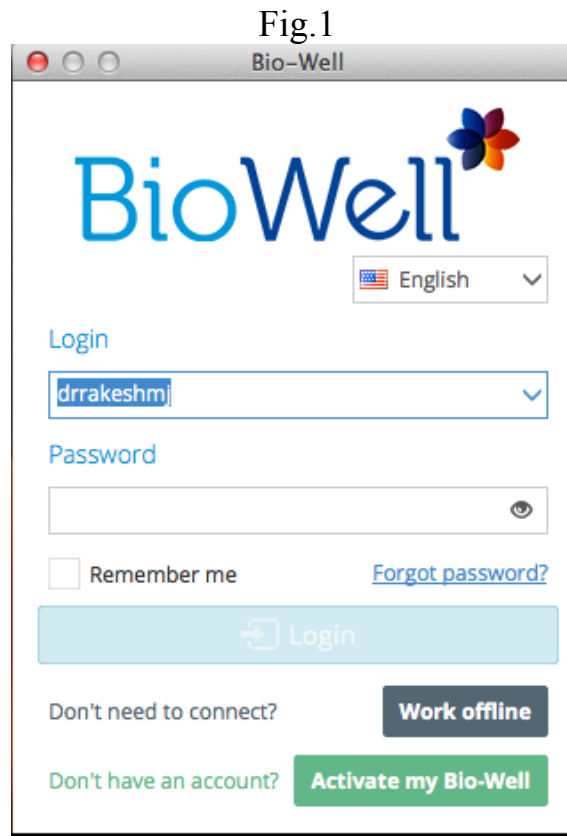 Fig.1
Bio-Well
BioWell
English
Login
drrakeshmj
Password
Remember me Forgot password?
Login
Don't need to connect? Work offline
Don't have an account? Activate my Bio-Well